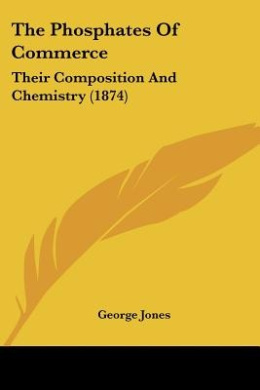 The Phosphates Of
Commerce
Their Composition And
Chemistry (1874)
George Jones